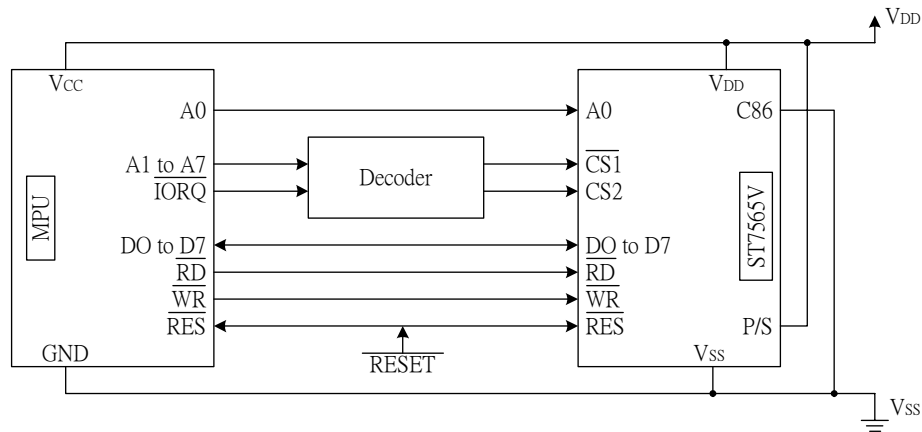 VDD
VCC
VDD
A0
A0
C86
A1 to A7
CS1
IORQ
Decoder
CS2
MPU
ST7565V
DO to D7
DO to D7
RD
RD
WR
WR
RES
RES
P/S
GND
RESET
VSS
VSS